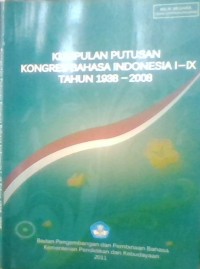 KUMPULAN PUTUSAN
KONGRES BAHASA INDONESIA I–IX
TAHUN 1938 – 2008
Badan Pengembangan dan Pembinaan Bahasa
Kementerian Pendidikan dan Kebudayaan
2011